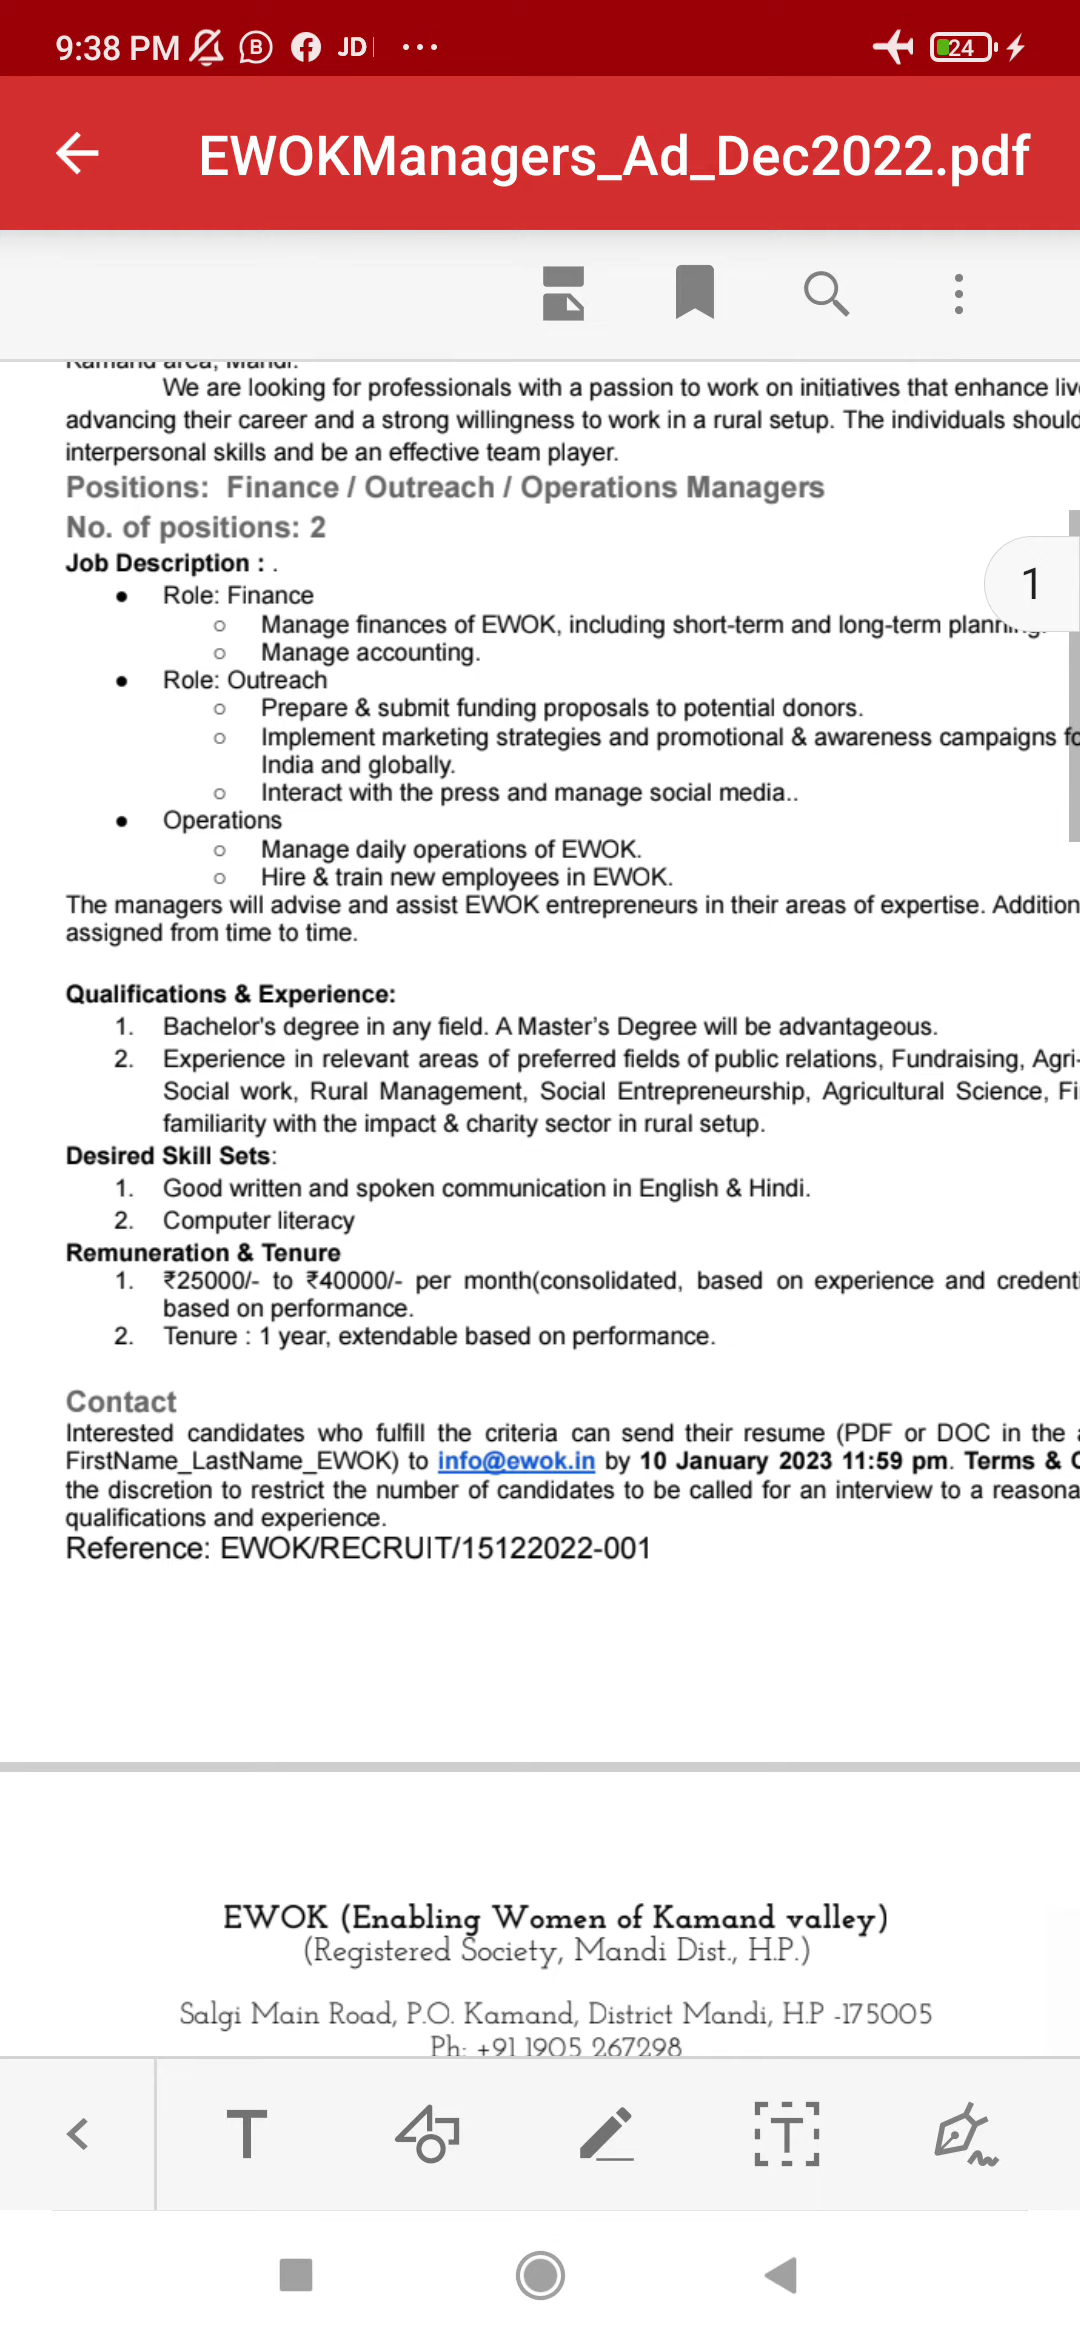 9:38 PM B JD ...
24
EWOKManagers_Ad_Dec2022.pdf
Kamand area, Mandi.
We are looking for professionals with a passion to work on initiatives that enhance
advancing their career and a strong willingness to work in a rural setup. The individuals should
interpersonal skills and be an effective team player.
Positions: Finance / Outreach / Operations Managers
No. of positions: 2
Job Description : .
1
● Role: Finance
○ Manage finances of EWOK, including short-term and long-term
○ Manage accounting.
● Role: Outreach
○ Prepare & submit funding proposals to potential donors.
○ Implement marketing strategies and promotional & awareness campaigns
India and globally.
○ Interact with the press and manage social media..
● Operations
○ Manage daily operations of EWOK.
○ Hire & train new employees in EWOK.
The managers will advise and assist EWOK entrepreneurs in their areas of expertise.
assigned from time to time.
Qualifications & Experience:
1. Bachelor's degree in any field. A Master’s Degree will be advantageous.
2. Experience in relevant areas of preferred fields of public relations, Fundraising, Agri-
Social work, Rural Management, Social Entrepreneurship, Agricultural Science,
familiarity with the impact & charity sector in rural setup.
Desired Skill Sets:
1. Good written and spoken communication in English & Hindi.
2. Computer literacy
Remuneration & Tenure
1. ₹25000/- to ₹40000/- per month(consolidated, based on experience and
based on performance.
2. Tenure : 1 year, extendable based on performance.
Contact
Interested candidates who fulfill the criteria can send their resume (PDF or DOC in the
FirstName_LastName_EWOK) to info@ewok.in by 10 January 2023 11:59 pm. Terms &
the discretion to restrict the number of candidates to be called for an interview to a
qualifications and experience.
Reference: EWOK/RECRUIT/15122022-001
EWOK (Enabling Women of Kamand valley)
(Registered Society, Mandi Dist., H.P.)
Salgi Main Road, P.O. Kamand, District Mandi, H.P -175005
Ph: +91 1905 267298
T
T